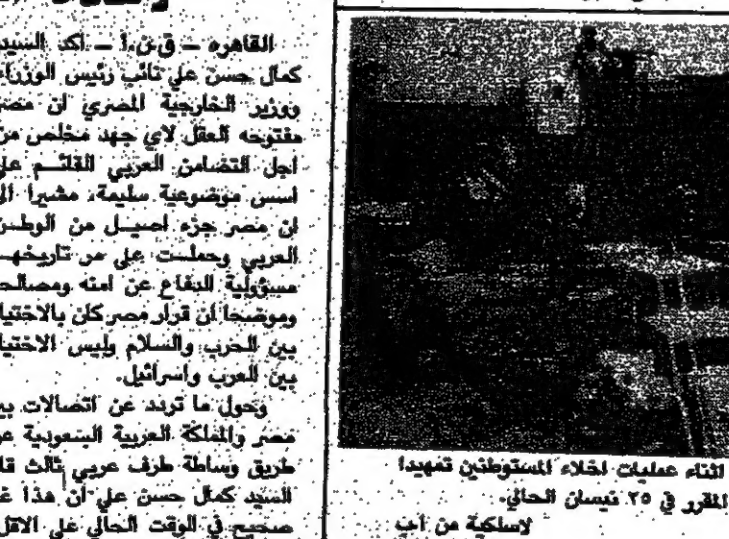 القاهره – ق.ن.ا – اكد السيد
كمال حسن علي نائب رئيس الوزراء
ووزير الخارجية المصري ان مصر
مفتوحه العقل لاي جهد مخلص من
اجل التضامن العربي القائم على
اسس موضوعية سليمة، مشيرا الى
ان مصر جزء اصيل من الوطن
العربي وحملت على مر تاريخها
مسؤولية الدفاع عن امنه ومصالحه
وموضحا ان قرار مصر كان بالاختيار
بين الحرب والسلام وليس الاختيار
بين العرب واسرائيل.
وحول ما تردد عن اتصالات بين
مصر والمملكة العربية السعودية عن
طريق وساطة طرف عربي ثالث قال
السيد كمال حسن علي ان هذا غير
صحيح في الوقت الحالي على الاقل
اثناء عمليات اخلاء المستوطنين تمهيدا
المقرر في ٢٥ نيسان الحالي.
لاسلكية من اب